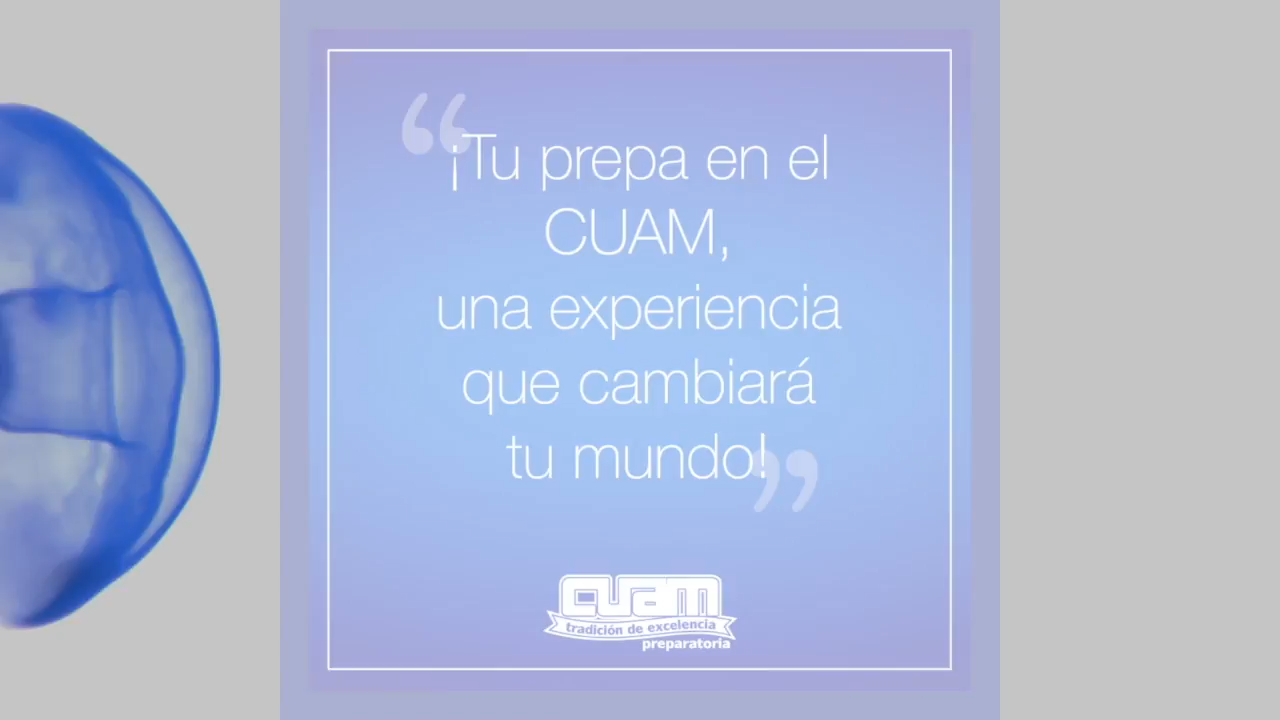 “¡Tu prepa en el
CUAM,
una experiencia
que cambiará
tu mundo!”
cuam
tradición de excelencia
preparatoria